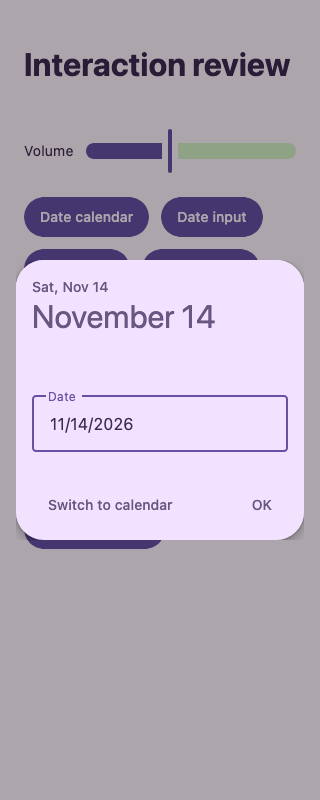 Interaction review
Volume
Date calendar
Date input
Sat, Nov 14
November 14
Date
11/14/2026
Switch to calendar
OK